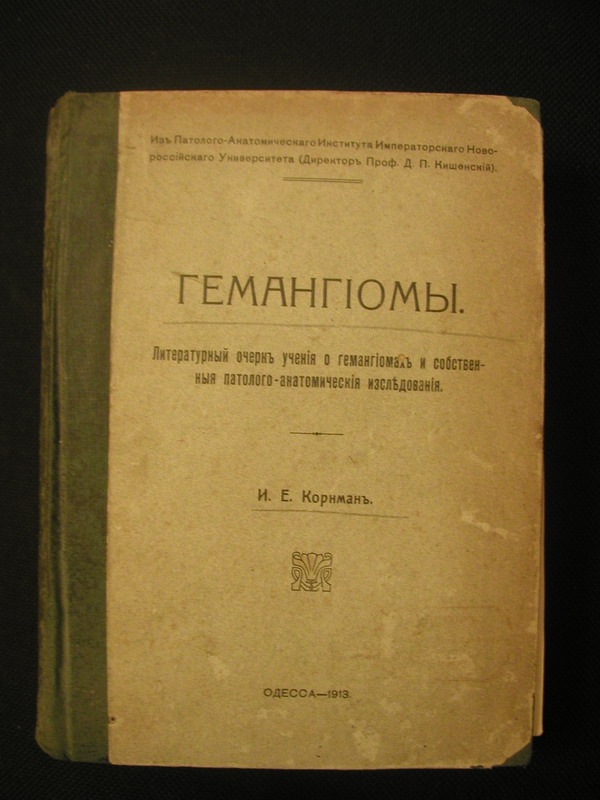 Изъ Патолого-Анатомическаго Института Императорскаго Ново-
россійскаго Университета (Директоръ Проф. Д. П. Кишенскій).
ГЕМАНГІОМЫ.
Литературный очеркъ ученія о гемангіомахъ и собствен-
ныя патолого-анатомическія изслѣдованія.
И. Е. Корнманъ.
ОДЕССА—1913.